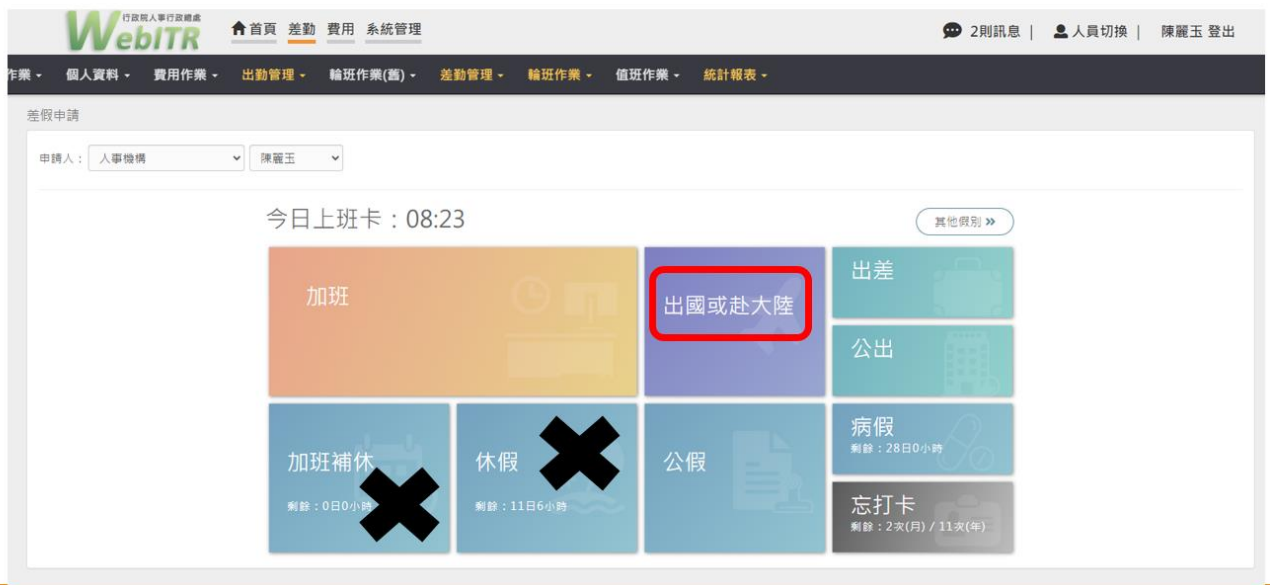 行政院人事行政總處
WebITR
首頁 差勤 費用 系統管理
2則訊息 | 人員切換 | 陳麗玉 登出
作業 個人資料 費用作業 出勤管理 輪班作業(舊) 差勤管理 輪班作業 值班作業 統計報表
差假申請
申請人： 人事機構 陳麗玉
今日上班卡：08:23
其他假別 »
加班
出國或赴大陸
出差
公出
加班補休
剩餘：0日0小時
休假
剩餘：11日6小時
公假
病假
剩餘：28日0小時
忘打卡
剩餘：2次(月) / 11次(年)